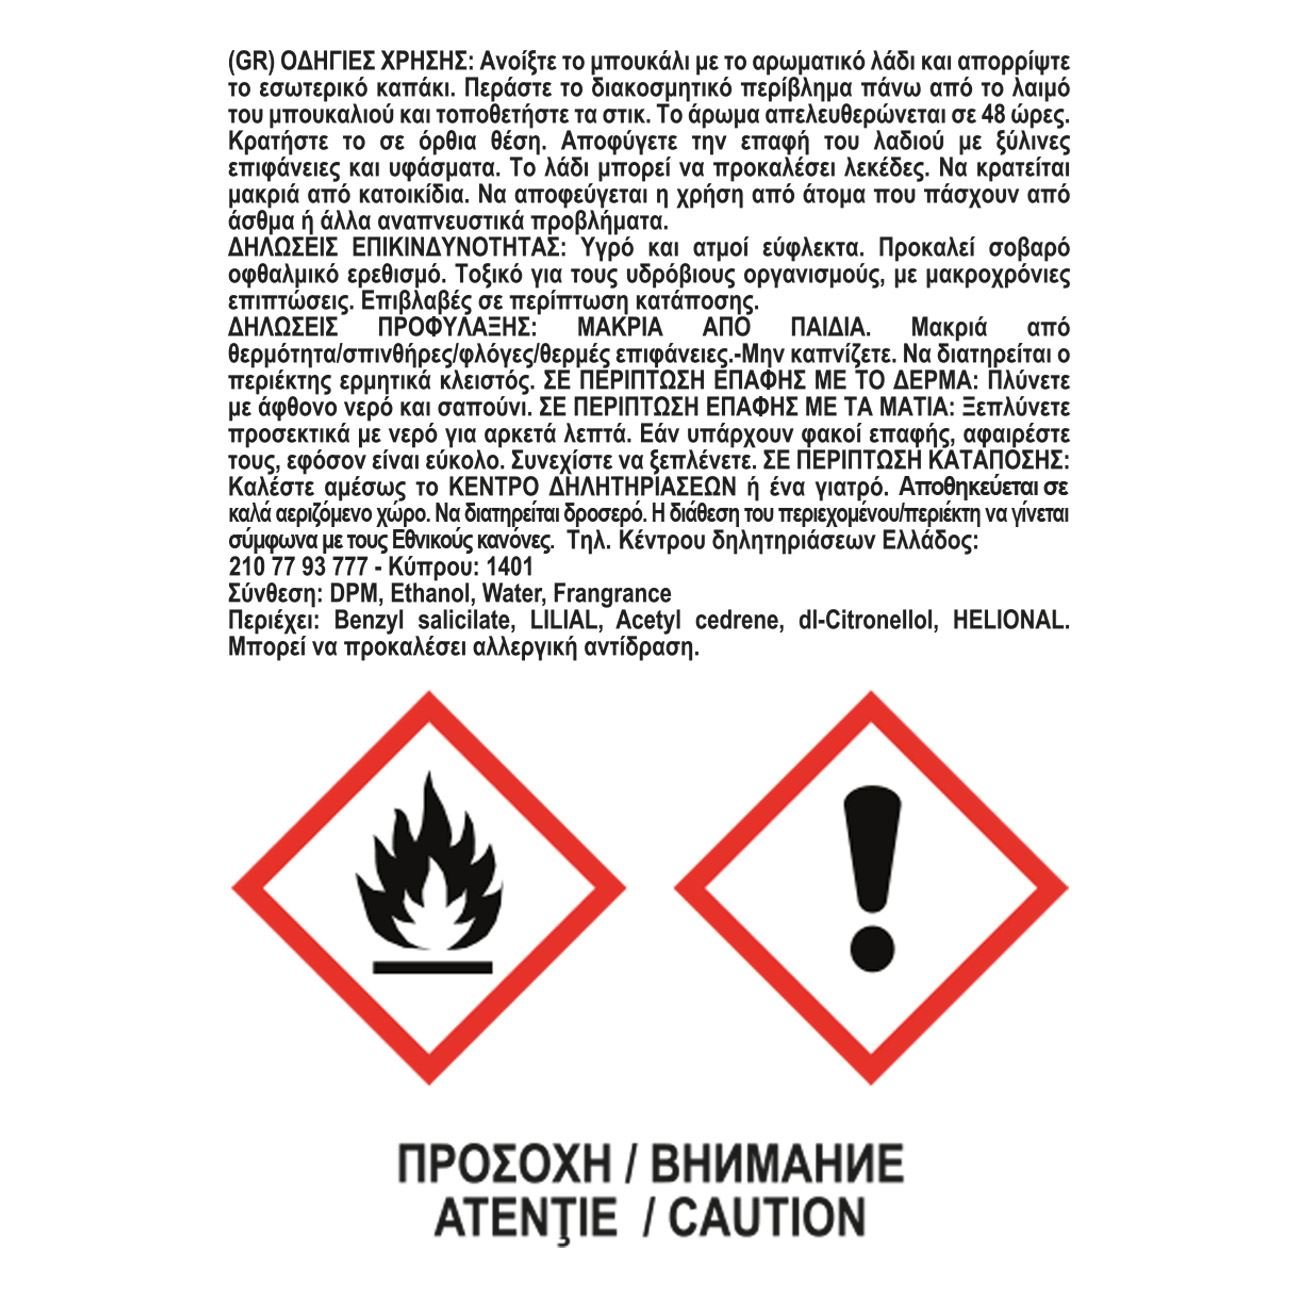 (GR) ΟΔΗΓΙΕΣ ΧΡΗΣΗΣ: Ανοίξτε το μπουκάλι με το αρωματικό λάδι και απορρίψτε
το εσωτερικό καπάκι. Περάστε το διακοσμητικό περίβλημα πάνω από το λαιμό
του μπουκαλιού και τοποθετήστε τα στικ. Το άρωμα απελευθερώνεται σε 48 ώρες.
Κρατήστε το σε όρθια θέση. Αποφύγετε την επαφή του λαδιού με ξύλινες
επιφάνειες και υφάσματα. Το λάδι μπορεί να προκαλέσει λεκέδες. Να κρατείται
μακριά από κατοικίδια. Να αποφεύγεται η χρήση από άτομα που πάσχουν από
άσθμα ή άλλα αναπνευστικά προβλήματα.
ΔΗΛΩΣΕΙΣ ΕΠΙΚΙΝΔΥΝΟΤΗΤΑΣ: Υγρό και ατμοί εύφλεκτα. Προκαλεί σοβαρό
οφθαλμικό ερεθισμό. Τοξικό για τους υδρόβιους οργανισμούς, με μακροχρόνιες
επιπτώσεις. Επιβλαβές σε περίπτωση κατάποσης.
ΔΗΛΩΣΕΙΣ ΠΡΟΦΥΛΑΞΗΣ: ΜΑΚΡΙΑ ΑΠΟ ΠΑΙΔΙΑ. Μακριά από
θερμότητα/σπινθήρες/φλόγες/θερμές επιφάνειες.-Μην καπνίζετε. Να διατηρείται ο
περιέκτης ερμητικά κλειστός. ΣΕ ΠΕΡΙΠΤΩΣΗ ΕΠΑΦΗΣ ΜΕ ΤΟ ΔΕΡΜΑ: Πλύνετε
με άφθονο νερό και σαπούνι. ΣΕ ΠΕΡΙΠΤΩΣΗ ΕΠΑΦΗΣ ΜΕ ΤΑ ΜΑΤΙΑ: Ξεπλύνετε
προσεκτικά με νερό για αρκετά λεπτά. Εάν υπάρχουν φακοί επαφής, αφαιρέστε
τους, εφόσον είναι εύκολο. Συνεχίστε να ξεπλένετε. ΣΕ ΠΕΡΙΠΤΩΣΗ ΚΑΤΑΠΟΣΗΣ:
Καλέστε αμέσως το ΚΕΝΤΡΟ ΔΗΛΗΤΗΡΙΑΣΕΩΝ ή ένα γιατρό. Αποθηκεύεται σε
καλά αεριζόμενο χώρο. Να διατηρείται δροσερό. Η διάθεση του περιεχομένου/περιέκτη να γίνεται
σύμφωνα με τους Εθνικούς κανόνες. Τηλ. Κέντρου δηλητηριάσεων Ελλάδος:
210 77 93 777 - Κύπρου: 1401
Σύνθεση: DPM, Ethanol, Water, Frangrance
Περιέχει: Benzyl salicilate, LILIAL, Acetyl cedrene, dl-Citronellol, HELIONAL.
Μπορεί να προκαλέσει αλλεργική αντίδραση.
ΠΡΟΣΟΧΗ / ВНИМАНИЕ
ATENŢIE / CAUTION